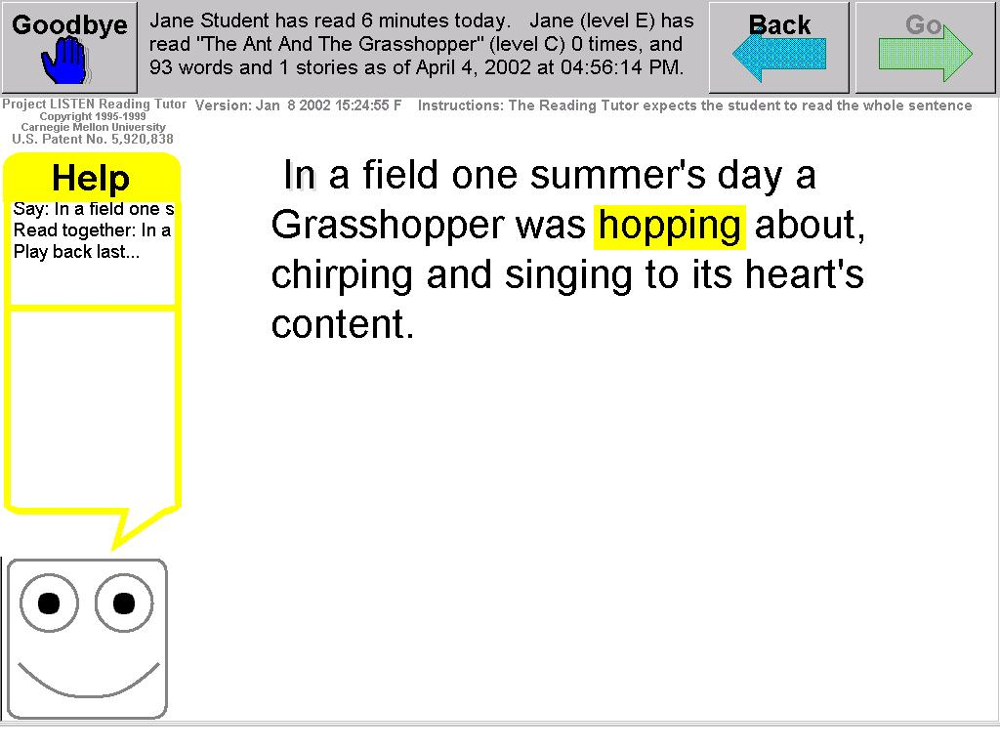 Goodbye
Jane Student has read 6 minutes today.   Jane (level E) has
read "The Ant And The Grasshopper" (level C) 0 times, and
93 words and 1 stories as of April 4, 2002 at 04:56:14 PM.
Back
Go
Project LISTEN Reading Tutor
Copyright 1995-1999
Carnegie Mellon University
U.S. Patent No. 5,920,838
Version: Jan  8 2002 15:24:55 F    Instructions: The Reading Tutor expects the student to read the whole sentence
Help
Say: In a field one s
Read together: In a
Play back last...
In a field one summer's day a
Grasshopper was hopping about,
chirping and singing to its heart's
content.